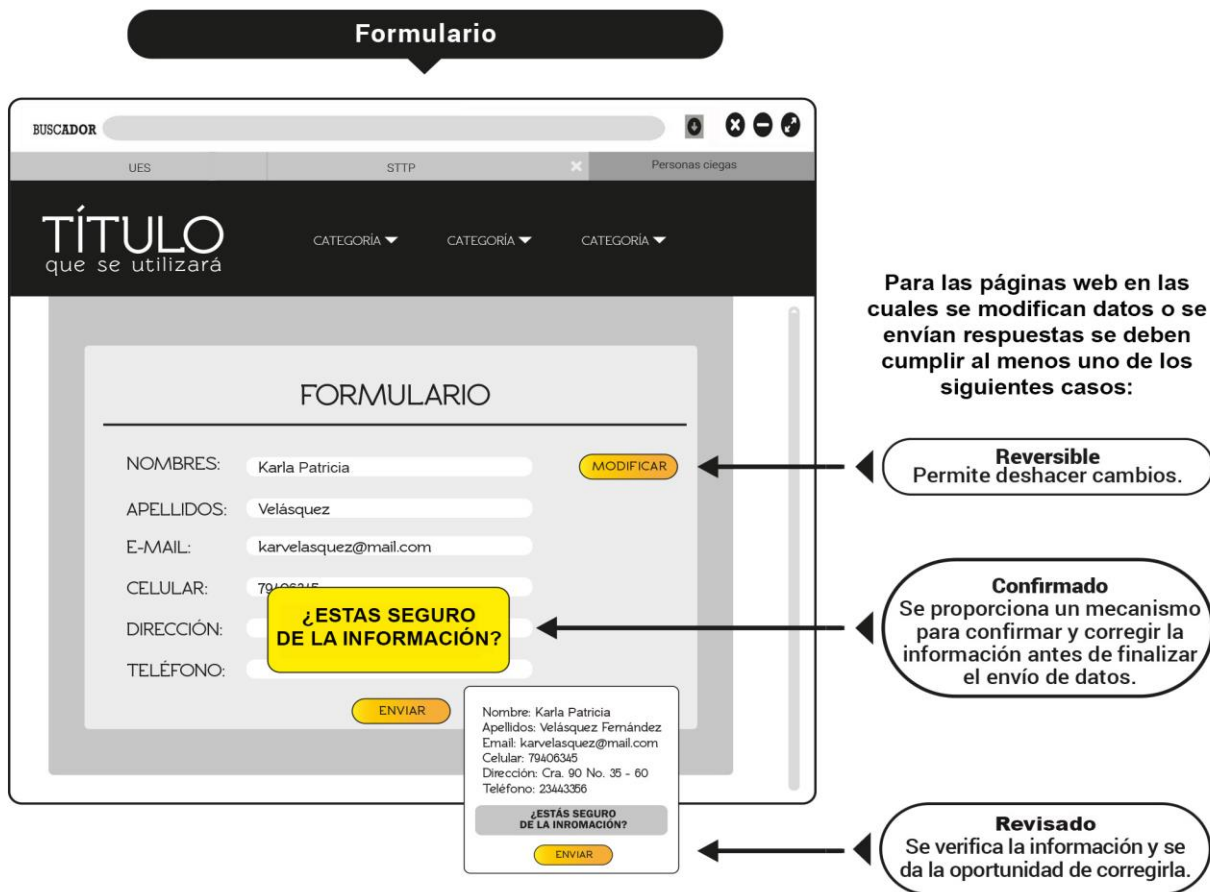 Formulario
BUSCADOR
UES
STTP
Personas ciegas
TÍTULO
que se utilizará
CATEGORÍA
CATEGORÍA
CATEGORÍA
FORMULARIO
NOMBRES: Karla Patricia
MODIFICAR
APELLIDOS: Velásquez
E-MAIL: karvelasquez@mail.com
CELULAR: 79406345
DIRECCIÓN:
TELÉFONO:
¿ESTAS SEGURO
DE LA INFORMACIÓN?
ENVIAR
Nombre: Karla Patricia
Apellidos: Velásquez Fernández
Email: karvelasquez@mail.com
Celular: 79406345
Dirección: Cra. 90 No. 35 - 60
Teléfono: 23443356
¿ESTÁS SEGURO
DE LA INROMACIÓN?
ENVIAR
Para las páginas web en las
cuales se modifican datos o se
envían respuestas se deben
cumplir al menos uno de los
siguientes casos:
Reversible
Permite deshacer cambios.
Confirmado
Se proporciona un mecanismo
para confirmar y corregir la
información antes de finalizar
el envío de datos.
Revisado
Se verifica la información y se
da la oportunidad de corregirla.